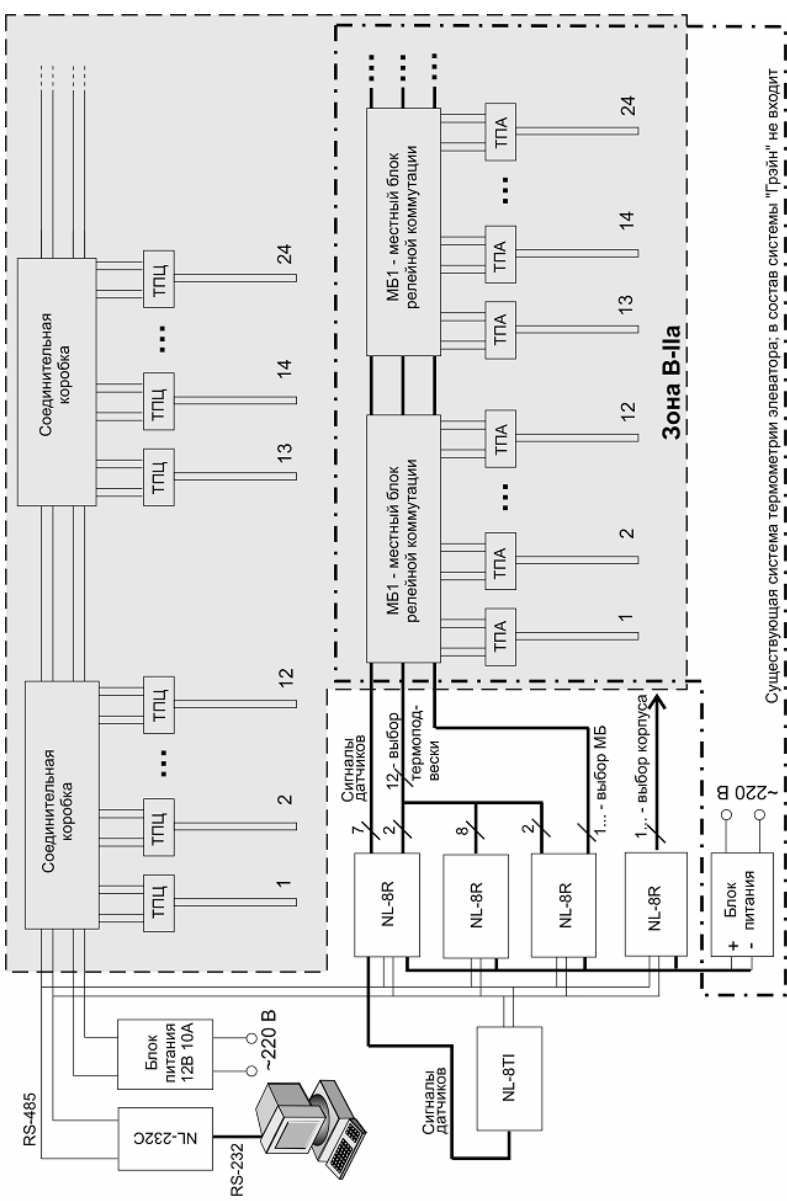 RS-485
NL-232C
RS-232
Блок
питания
12В 10А
~220 В
Соединительная
коробка
ТПЦ
ТПЦ
ТПЦ
1
2
...
12
Соединительная
коробка
ТПЦ
ТПЦ
ТПЦ
13
14
...
24
Сигналы
датчиков
NL-8TI
NL-8R
NL-8R
NL-8R
NL-8R
7
2
8
2
Сигналы
датчиков
12 - выбор
термопод-
вески
1... - выбор МБ
1... - выбор корпуса
Блок
питания
+
-
~220 В
МБ1 - местный блок
релейной коммутации
ТПА
ТПА
...
ТПА
1
2
12
МБ1 - местный блок
релейной коммутации
ТПА
ТПА
...
ТПА
13
14
24
Зона В-IIа
Существующая система термометрии элеватора; в состав системы "Грэйн" не входит